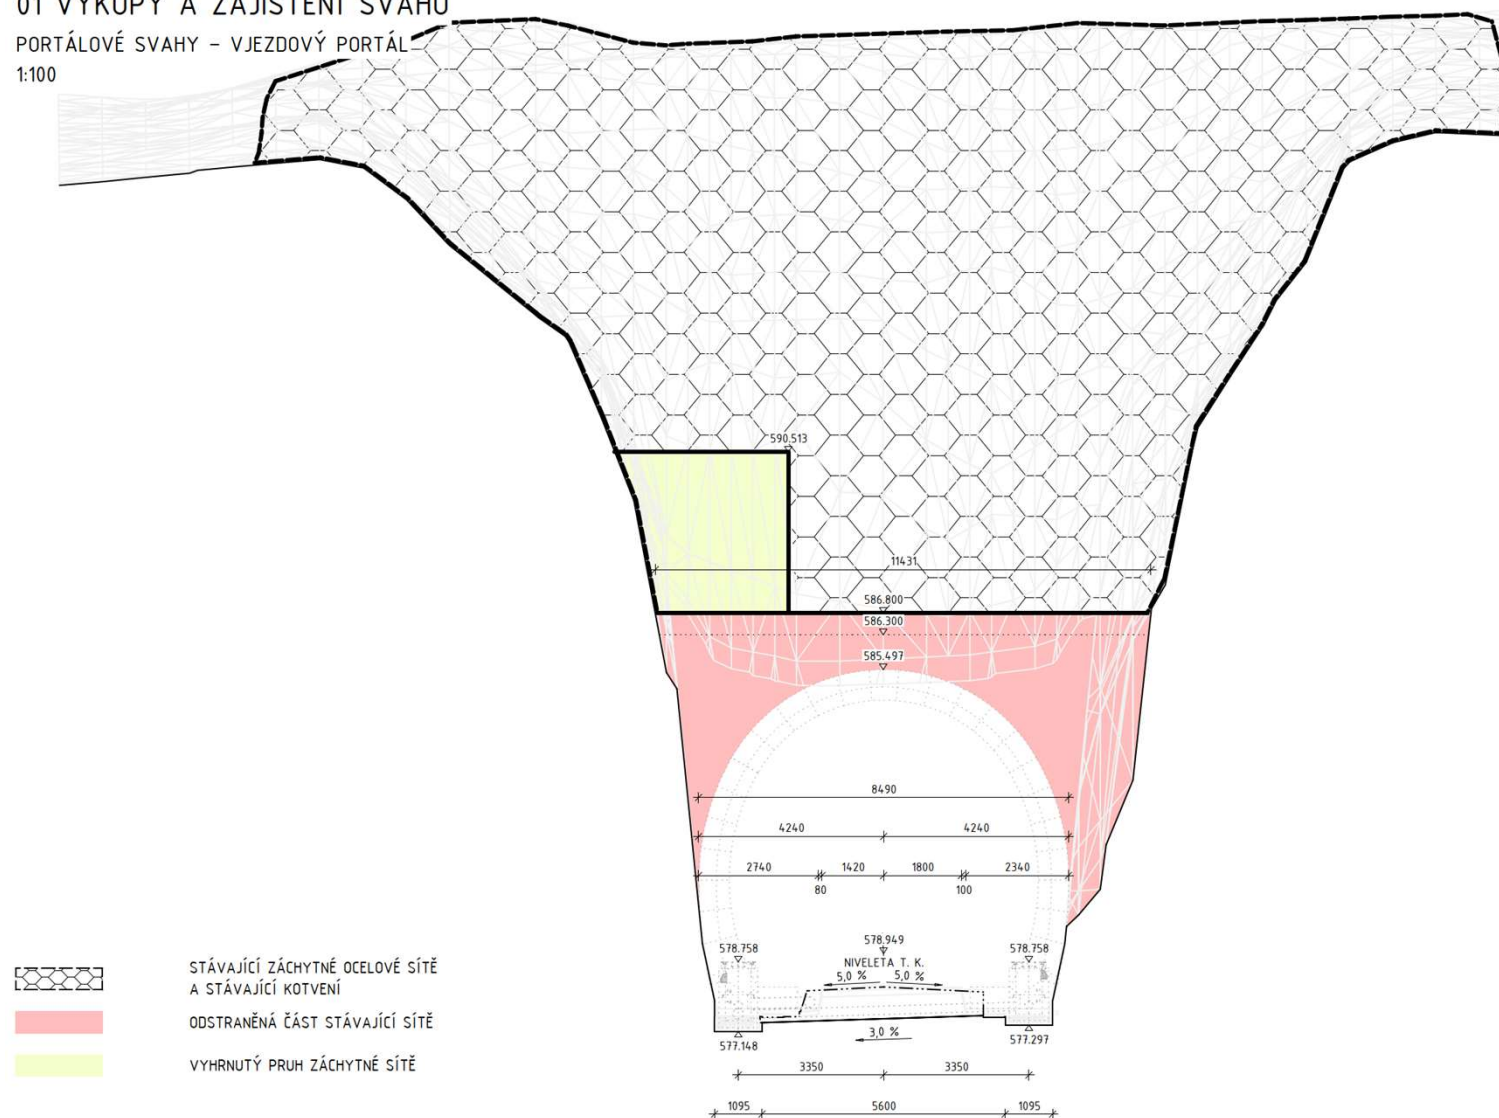 01 VÝKOPY A ZAJIŠTĚNÍ SVAHŮ
PORTÁLOVÉ SVAHY – VJEZDOVÝ PORTÁL
1:100
590.513
11431
586.800
586.300
585.497
8490
4240 4240
2740 1420 1800 2340
80 100
578.758 578.949 578.758
NIVELETA T. K.
5,0 % 5,0 %
3,0 %
577.148 577.297
3350 3350
1095 5600 1095
STÁVAJÍCÍ ZÁCHYTNÉ OCELOVÉ SÍTĚ
A STÁVAJÍCÍ KOTVENÍ
ODSTRANĚNÁ ČÁST STÁVAJÍCÍ SÍTĚ
VYHRNUTÝ PRUH ZÁCHYTNÉ SÍTĚ